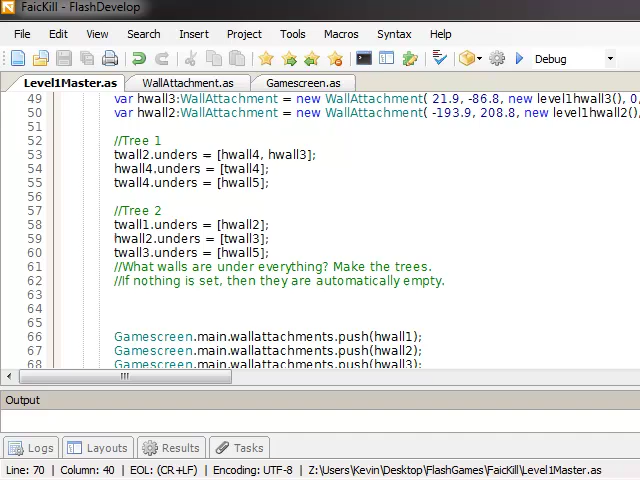 FaicKill - FlashDevelop
File Edit View Search Insert Project Tools Macros Syntax Help
Debug
Level1Master.as WallAttachment.as Gamescreen.as
49 var hwall3:WallAttachment = new WallAttachment( 21.9, -86.8, new level1hwall3(), 0,
50 var hwall2:WallAttachment = new WallAttachment( -193.9, 208.8, new level1hwall2(),
51
52 //Tree 1
53 twall2.unders = [hwall4, hwall3];
54 hwall4.unders = [twall4];
55 twall4.unders = [hwall5];
56
57 //Tree 2
58 twall1.unders = [hwall2];
59 hwall2.unders = [twall3];
60 twall3.unders = [hwall5];
61 //What walls are under everything? Make the trees.
62 //If nothing is set, then they are automatically empty.
63
64
65
66 Gamescreen.main.wallattachments.push(hwall1);
67 Gamescreen.main.wallattachments.push(hwall2);
68 Gamescreen.main.wallattachments.push(hwall3);
Output
Logs Layouts Results Tasks
Line: 70 | Column: 40 | EOL: (CR+LF) | Encoding: UTF-8 | Z:\Users\Kevin\Desktop\FlashGames\FaicKill\Level1Master.as